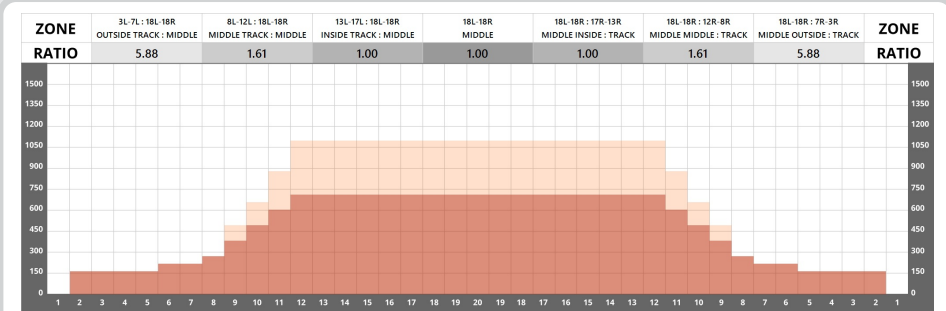 ZONE 3L-7L : 18L-18R 8L-12L : 18L-18R 13L-17L : 18L-18R 18L-18R 18L-18R : 17R-13R 18L-18R : 12R-8R 18L-18R : 7R-3R ZONE
OUTSIDE TRACK : MIDDLE MIDDLE TRACK : MIDDLE INSIDE TRACK : MIDDLE MIDDLE MIDDLE INSIDE : TRACK MIDDLE MIDDLE : TRACK MIDDLE OUTSIDE : TRACK
RATIO 5.88 1.61 1.00 1.00 1.00 1.61 5.88 RATIO
1500 1500
1350 1350
1200 1200
1050 1050
900 900
750 750
600 600
450 450
300 300
150 150
0 0
1 2 3 4 5 6 7 8 9 10 11 12 13 14 15 16 17 18 19 20 19 18 17 16 15 14 13 12 11 10 9 8 7 6 5 4 3 2 1